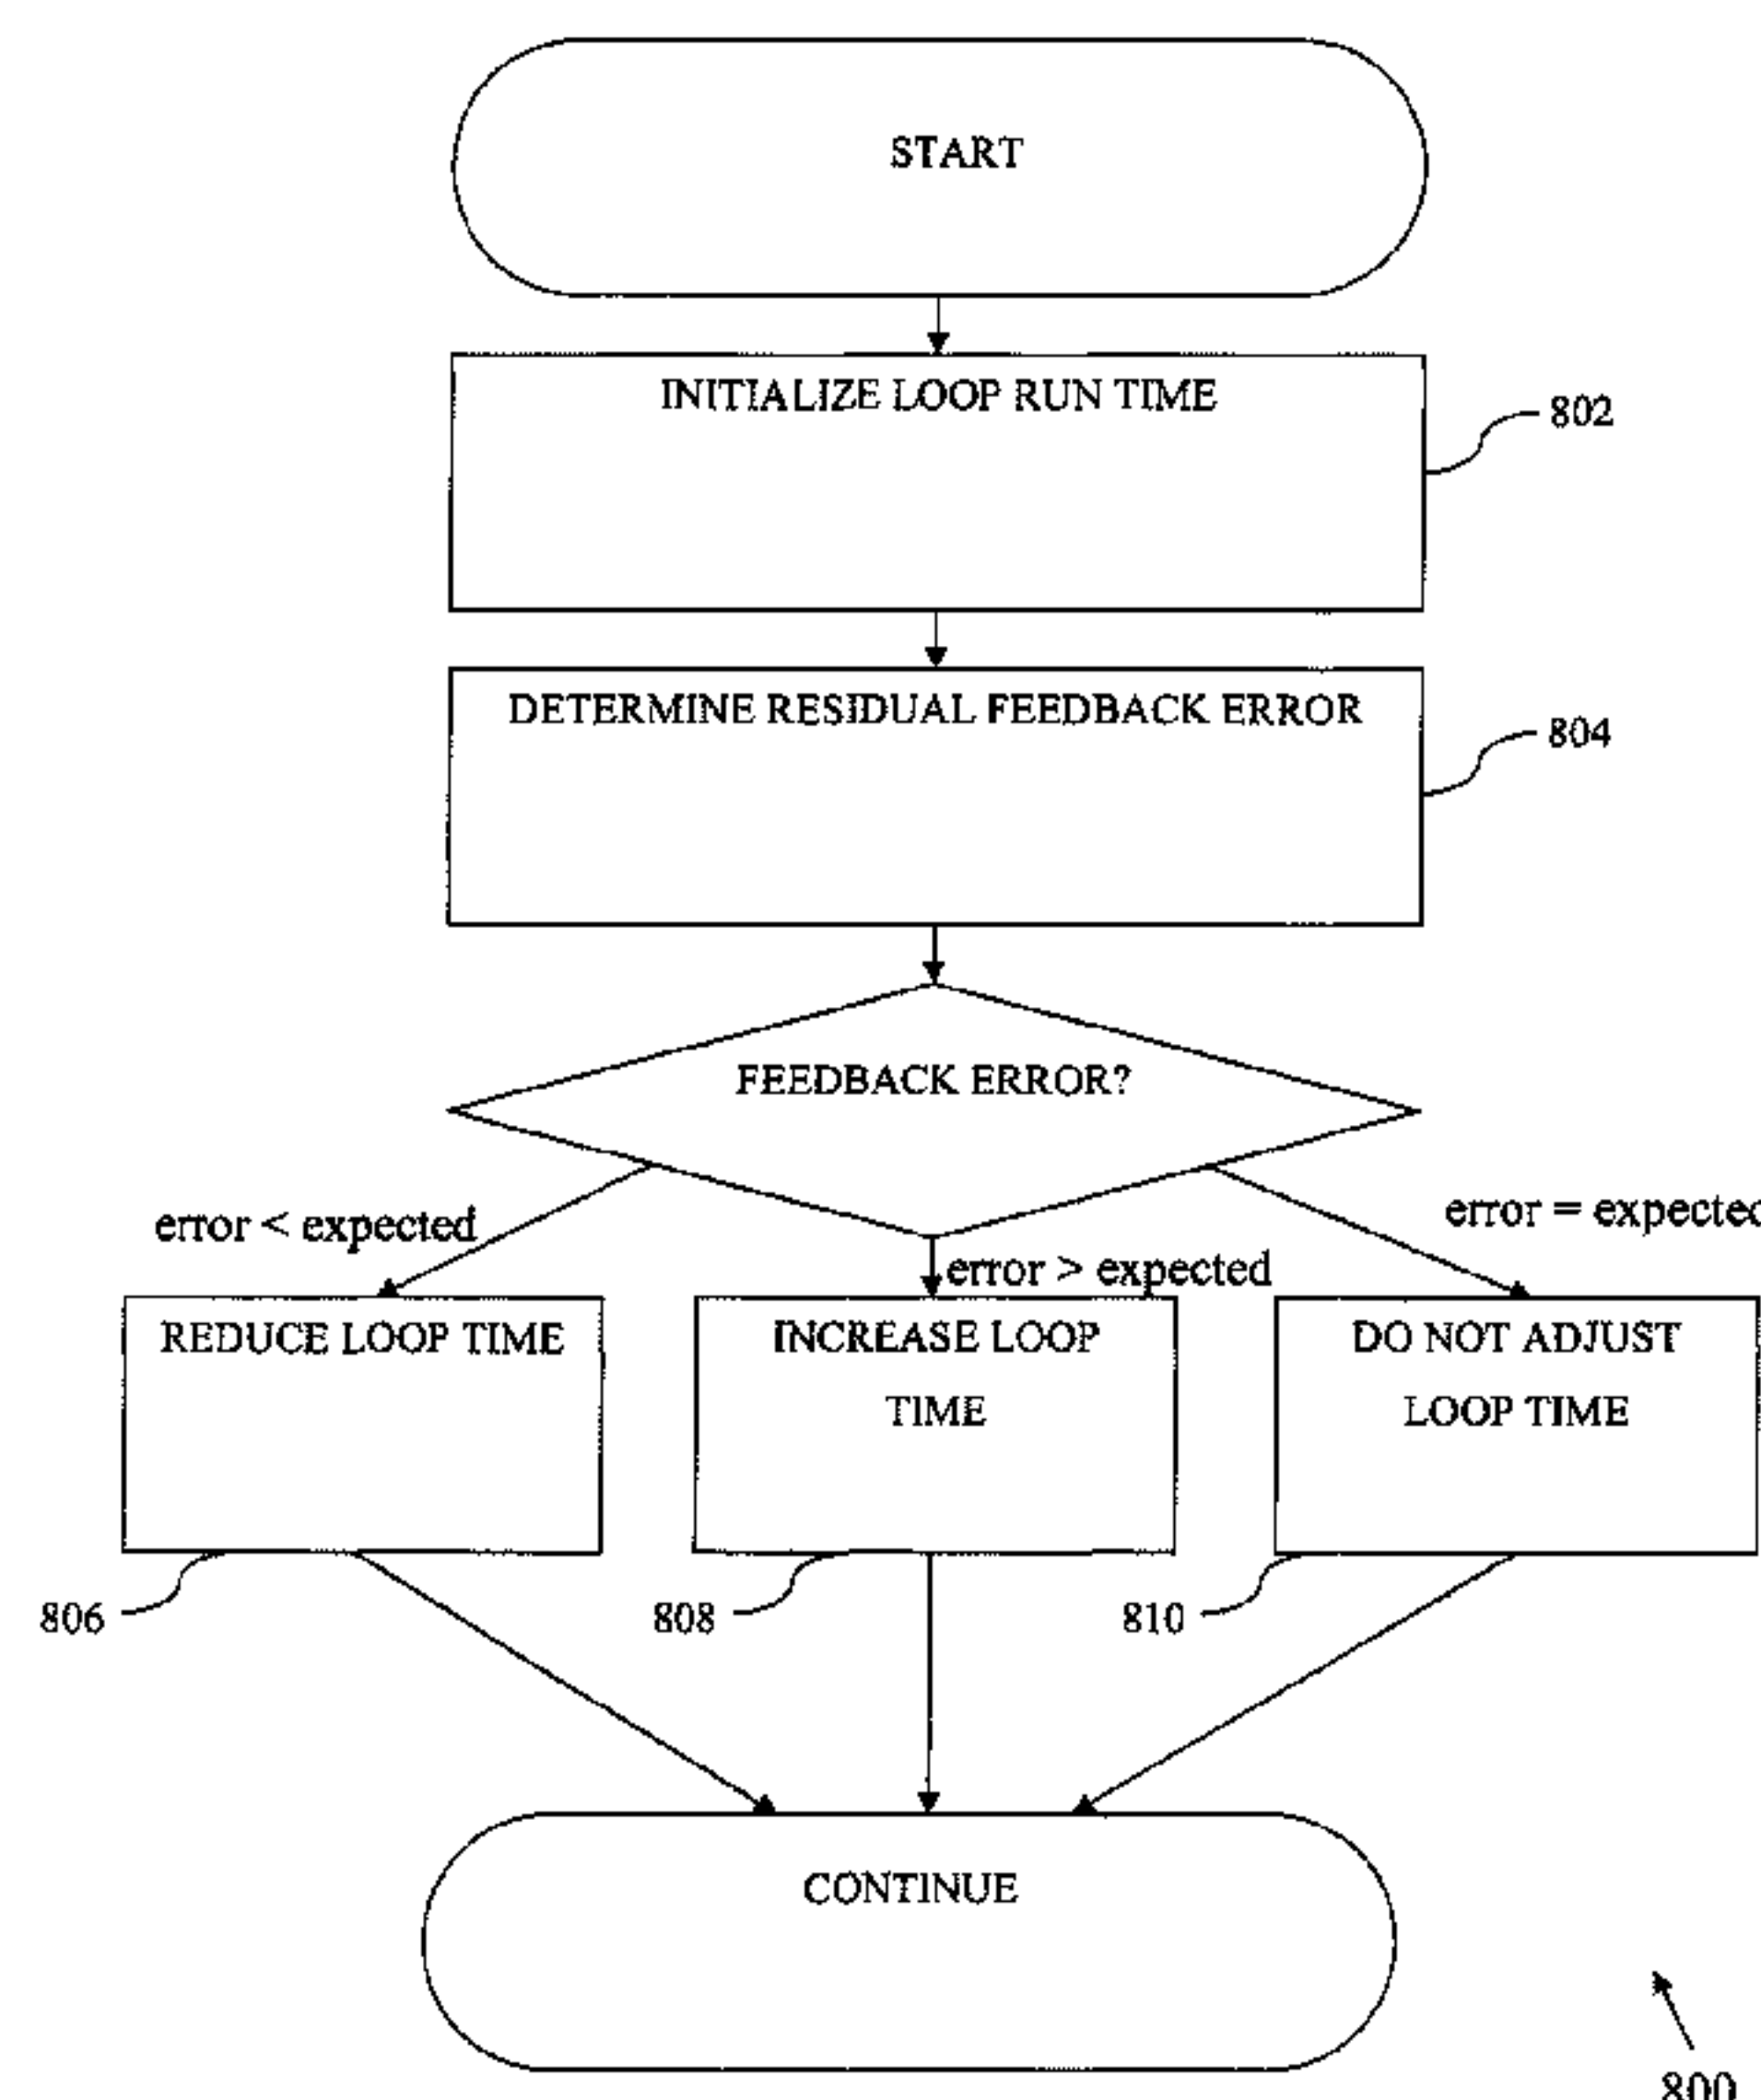 START
INITIALIZE LOOP RUN TIME
802
DETERMINE RESIDUAL FEEDBACK ERROR
804
FEEDBACK ERROR?
error < expected
error > expected
error = expected
REDUCE LOOP TIME
INCREASE LOOP
TIME
DO NOT ADJUST
LOOP TIME
806
808
810
CONTINUE
800